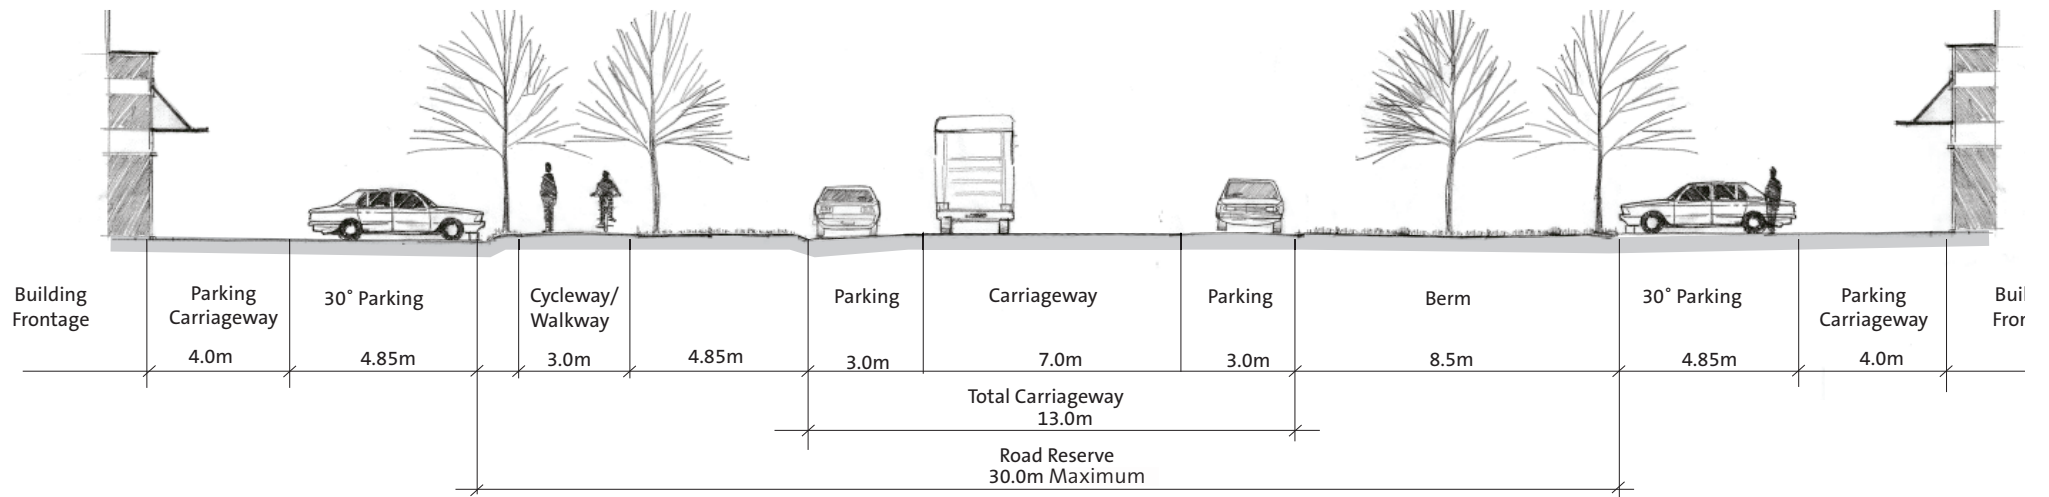 Building
Frontage
Parking
Carriageway
30° Parking
Cycleway/
Walkway
Parking
Carriageway
Parking
Berm
30° Parking
Parking
Carriageway
4.0m
4.85m
3.0m
4.85m
3.0m
7.0m
3.0m
8.5m
4.85m
4.0m
Total Carriageway
13.0m
Road Reserve
30.0m Maximum